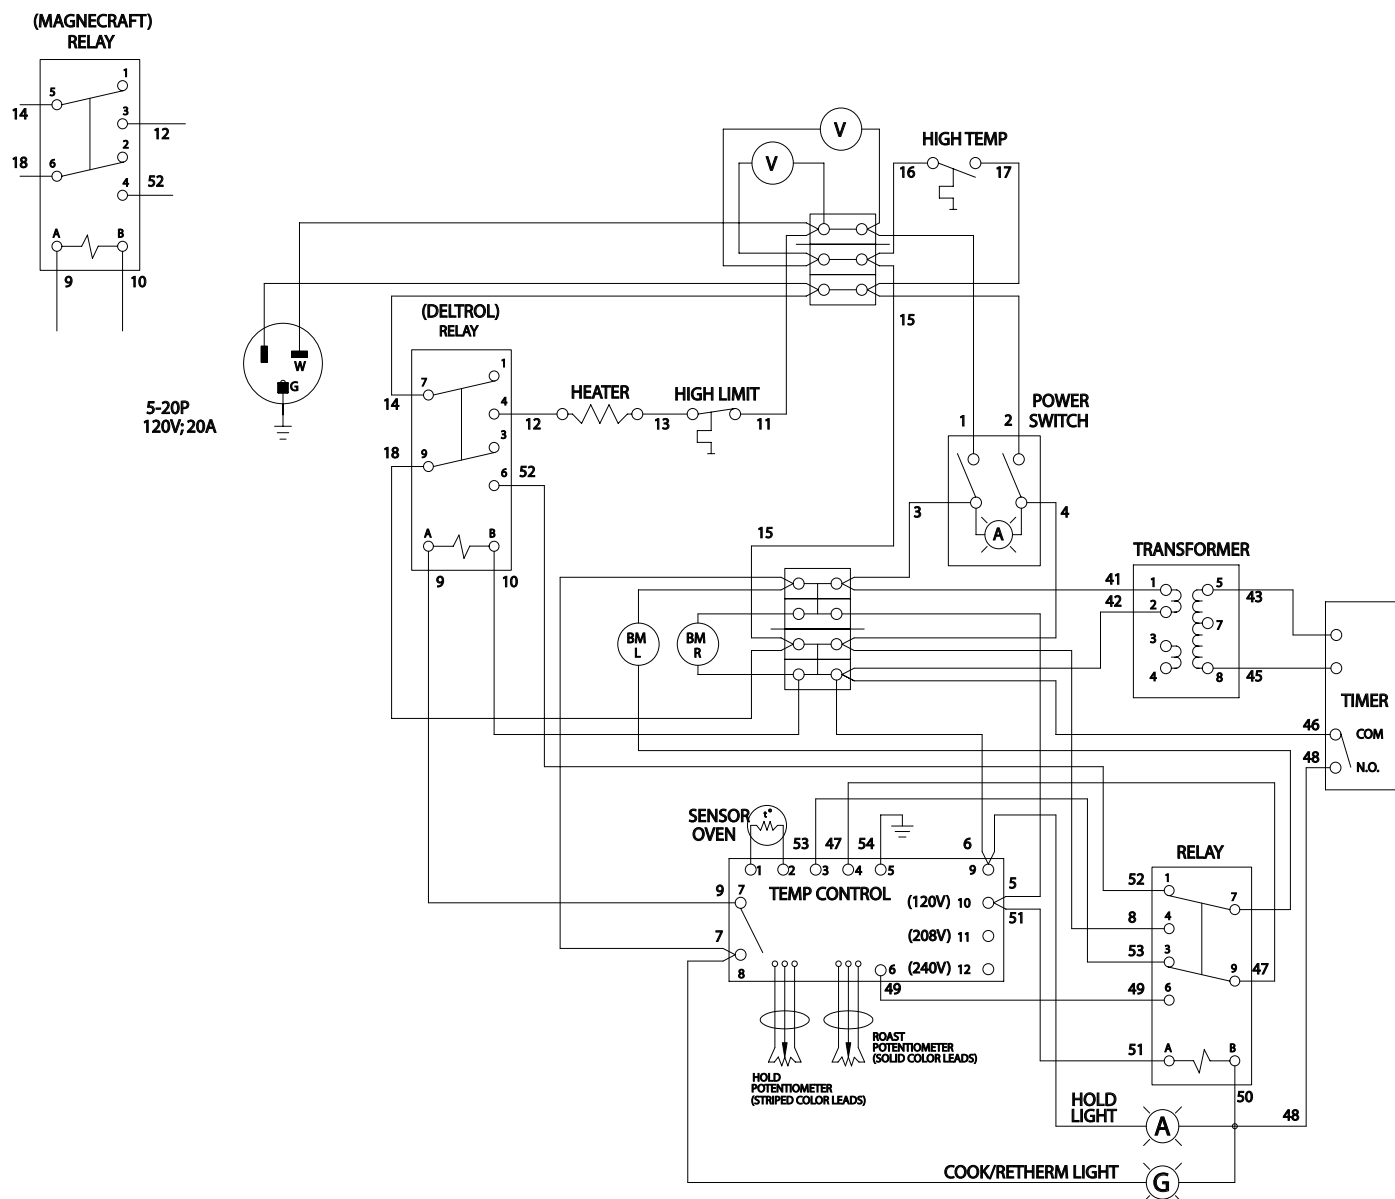 (MAGNECRAFT)
RELAY
1
5
14
3
12
2
18
6
4
52
A
B
9
10
V
V
HIGH TEMP
16
17
15
(DELTROL)
RELAY
W
G
5-20P
120V; 20A
1
7
14
4
12
HEATER
13
HIGH LIMIT
11
3
18
9
6
52
A
B
9
10
POWER
SWITCH
1
2
3
4
A
15
TRANSFORMER
41
1
5
43
42
2
7
3
4
8
45
BM
L
BM
R
TIMER
46
COM
48
N.O.
SENSOR
OVEN
t°
53
47
54
6
1
2
3
4
5
9
TEMP CONTROL
5
9
7
(120V) 10
51
7
(208V) 11
8
6
(240V) 12
49
HOLD
POTENTIOMETER
(STRIPED COLOR LEADS)
ROAST
POTENTIOMETER
(SOLID COLOR LEADS)
RELAY
52
1
7
8
4
53
3
9
47
49
6
51
A
B
50
HOLD
LIGHT
A
48
COOK/RETHERM LIGHT
G